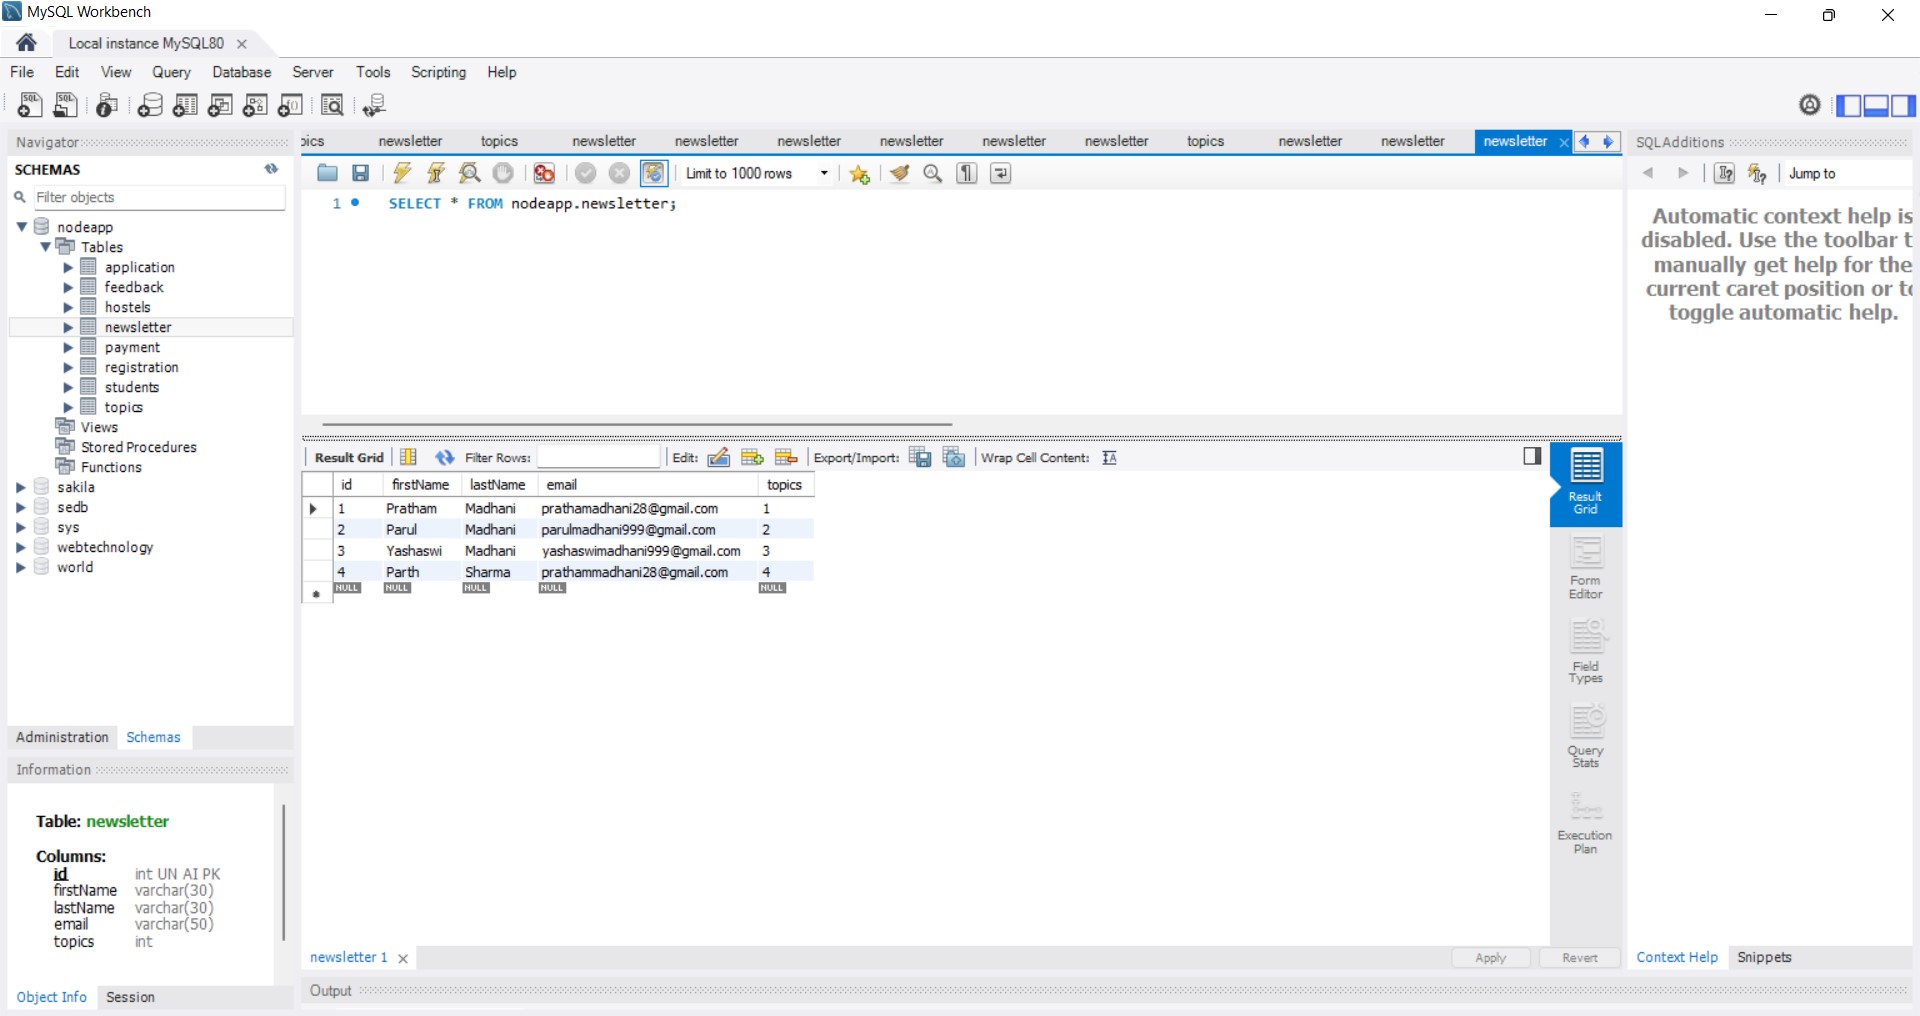 MySQL Workbench
Local instance MySQL80
File Edit View Query Database Server Tools Scripting Help
Navigator
SCHEMAS
Filter objects
nodeapp
Tables
application
feedback
hostels
newsletter
payment
registration
students
topics
Views
Stored Procedures
Functions
sakila
sedb
sys
webtechnology
world
Administration Schemas
Information
Table: newsletter
Columns:
id int UN AI PK
firstName varchar(30)
lastName varchar(30)
email varchar(50)
topics int
Object Info Session
pics newsletter topics newsletter newsletter newsletter newsletter newsletter newsletter topics newsletter newsletter newsletter
Limit to 1000 rows
1 SELECT * FROM nodeapp.newsletter;
Result Grid Filter Rows: Edit: Export/Import: Wrap Cell Content:
id firstName lastName email topics
1 Pratham Madhani prathamadhani28@gmail.com 1
2 Parul Madhani parulmadhani999@gmail.com 2
3 Yashaswi Madhani yashaswimadhani999@gmail.com 3
4 Parth Sharma prathammadhani28@gmail.com 4
NULL NULL NULL NULL NULL
Result
Grid
Form
Editor
Field
Types
Query
Stats
Execution
Plan
newsletter 1
Apply Revert
Output
SQLAdditions
Jump to
Automatic context help is
disabled. Use the toolbar t
manually get help for the
current caret position or to
toggle automatic help.
Context Help Snippets